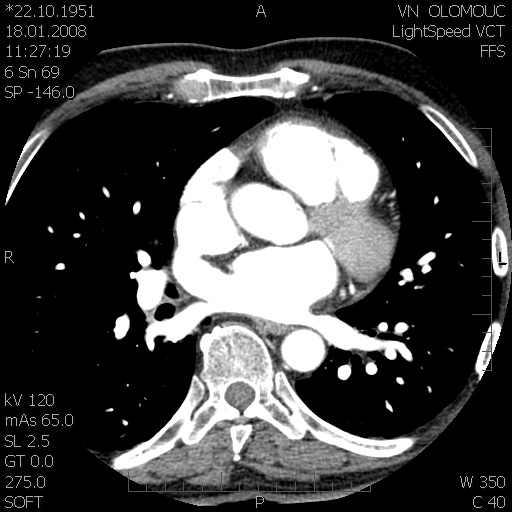 *22.10.1951
18.01.2008
11:27:19
6 Sn 69
SP -146.0
A
VN OLOMOUC
LightSpeed VCT
FFS
R
L
kV 120
mAs 65.0
SL 2.5
GT 0.0
275.0
SOFT
P
W 350
C 40